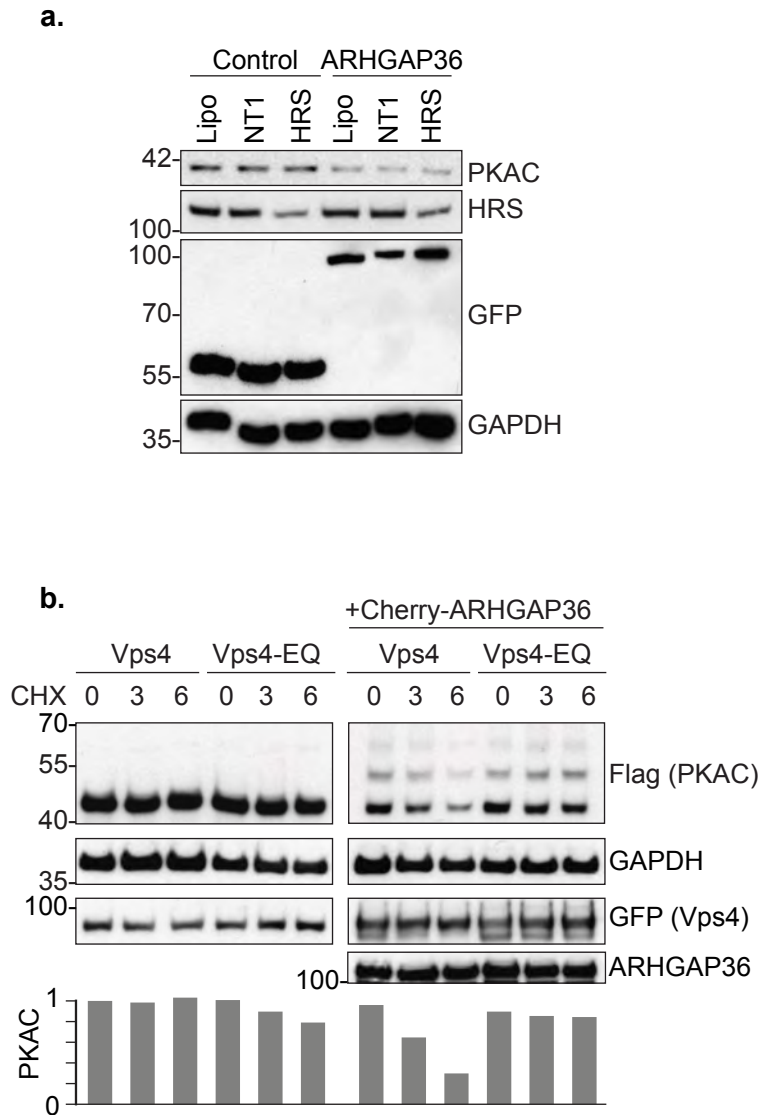 a.
Control ARHGAP36
Lipo NT1 HRS Lipo NT1 HRS
42
PKAC
HRS
100
100
70
GFP
55
GAPDH
35
b.
+Cherry-ARHGAP36
Vps4 Vps4-EQ Vps4 Vps4-EQ
CHX 0 3 6 0 3 6 0 3 6 0 3 6
70
55
Flag (PKAC)
40
GAPDH
35
100
GFP (Vps4)
ARHGAP36
100
1
PKAC
0